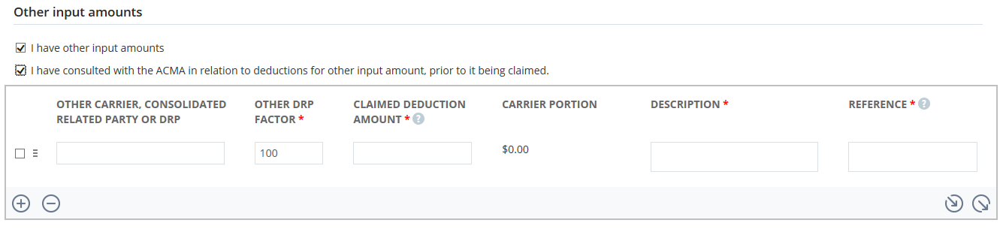 Other input amounts
I have other input amounts
I have consulted with the ACMA in relation to deductions for other input amount, prior to it being claimed.
OTHER CARRIER, CONSOLIDATED RELATED PARTY OR DRP
OTHER DRP FACTOR *
CLAIMED DEDUCTION AMOUNT * ?
CARRIER PORTION
DESCRIPTION *
REFERENCE * ?
100
$0.00